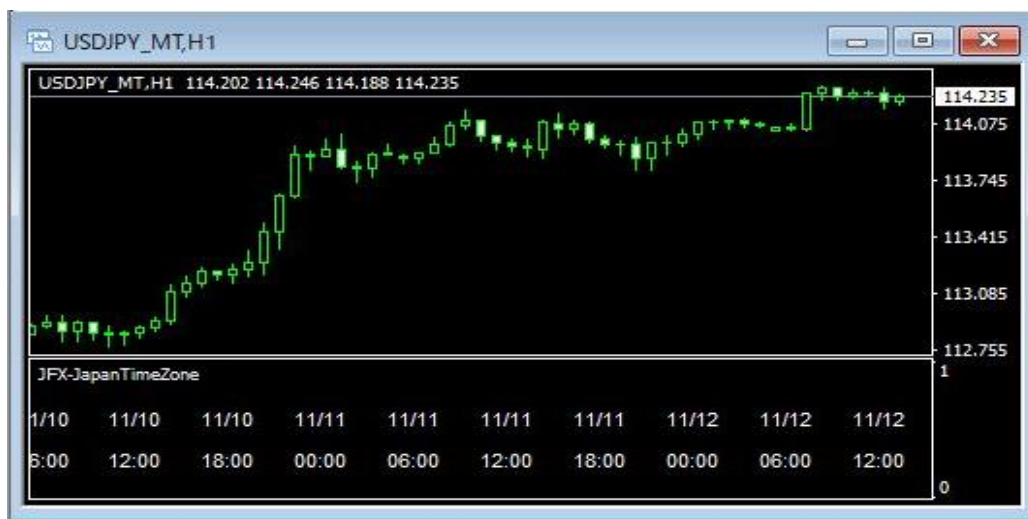 USDJPY_MT,H1
USDJPY_MT,H1 114.202 114.246 114.188 114.235
114.235
114.075
113.745
113.415
113.085
112.755
JFX-JapanTimeZone
1
1/10 11/10 11/10 11/11 11/11 11/11 11/11 11/12 11/12 11/12
6:00 12:00 18:00 00:00 06:00 12:00 18:00 00:00 06:00 12:00
0